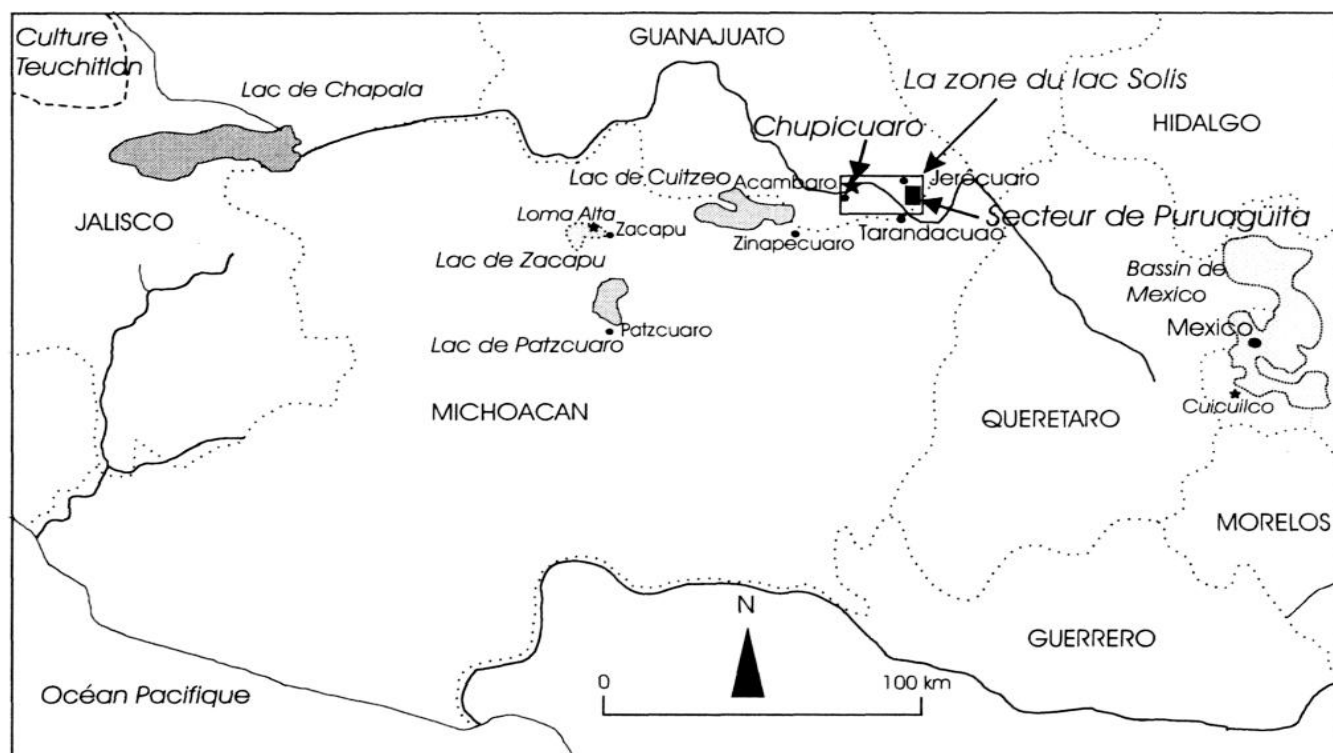 Culture
Teuchitlan
GUANAJUATO
Lac de Chapala
La zone du lac Solis
HIDALGO
Chupicuaro
Lac de Cuitzeo
Acambaro
Jerecuaro
JALISCO
Loma Alta
Zacapu
Zinapecuaro
Tarandacuao
Secteur de Puruagüita
Lac de Zacapu
Bassin de
Mexico
Mexico
Patzcuaro
Lac de Patzcuaro
MICHOACAN
QUERETARO
Cuicuilco
MORELOS
N
GUERRERO
0
100 km
Océan Pacifique